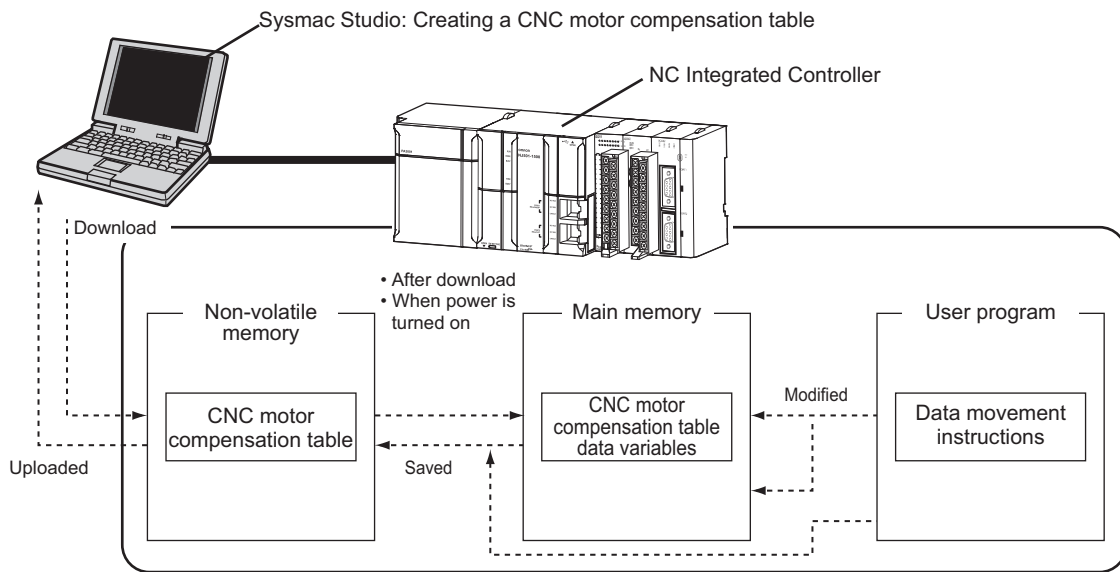 Sysmac Studio: Creating a CNC motor compensation table
NC Integrated Controller
Download
• After download
• When power is
turned on
Non-volatile
memory
Main memory
User program
CNC motor
compensation table
CNC motor
compensation table
data variables
Modified
Data movement
instructions
Uploaded
Saved